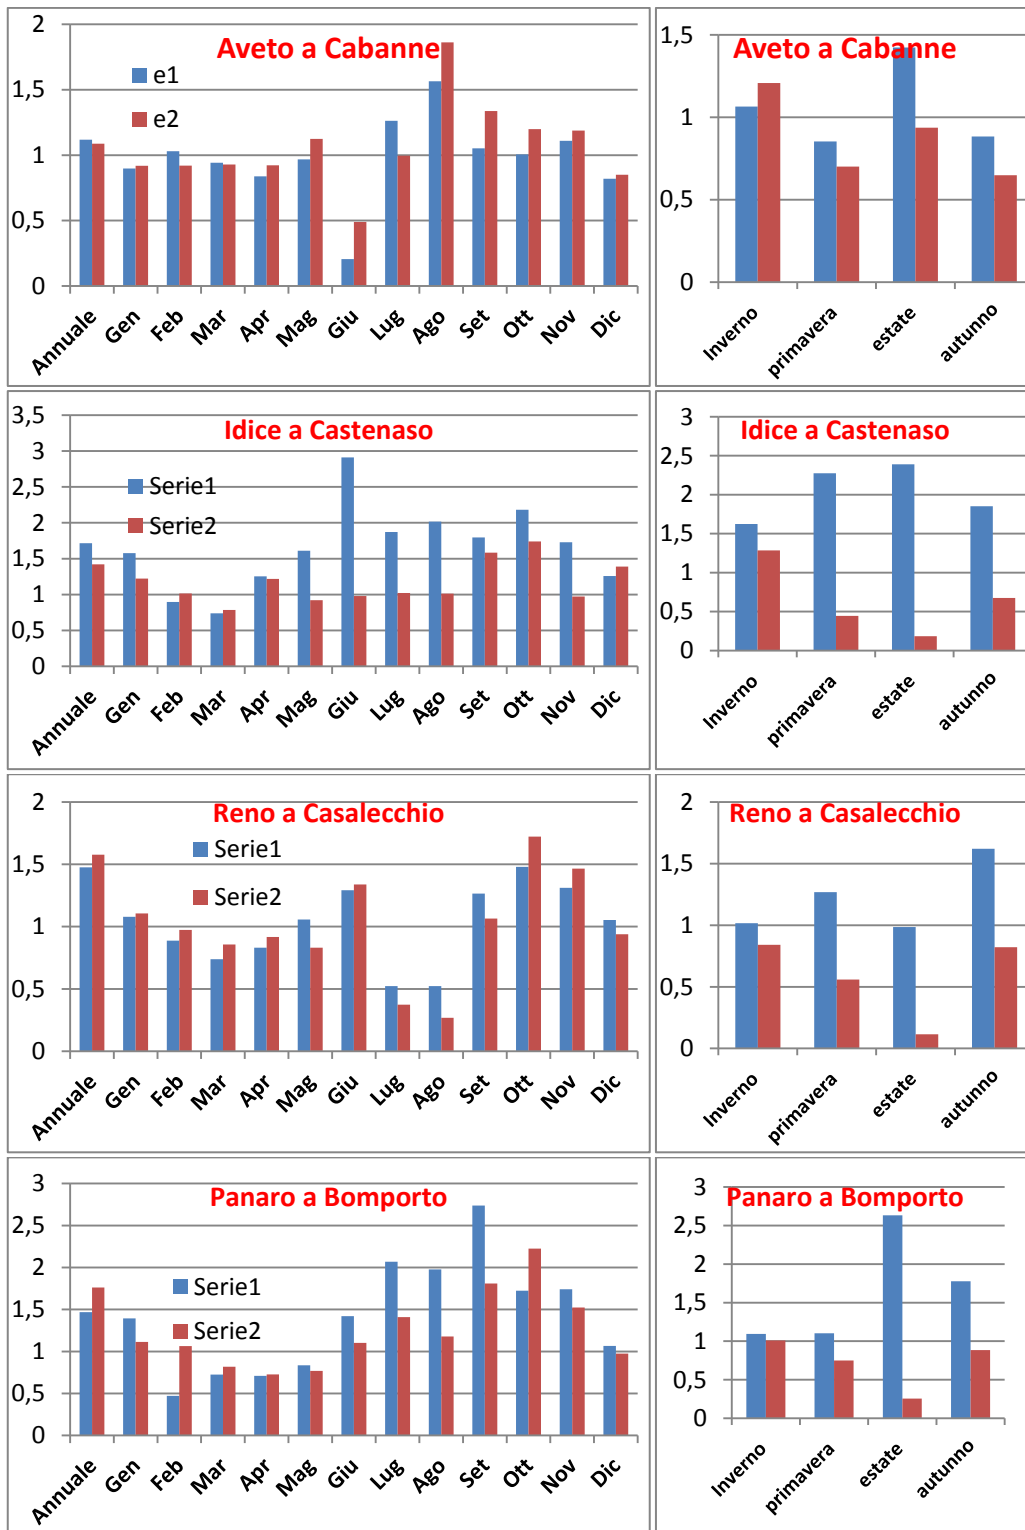 Aveto a Cabanne
e1
e2
2
1,5
1
0,5
0
Annuale Gen Feb Mar Apr Mag Giu Lug Ago Set Ott Nov Dic
Aveto a Cabanne
1,5
1
0,5
0
Inverno primavera estate autunno
Idice a Castenaso
Serie1
Serie2
3,5
3
2,5
2
1,5
1
0,5
0
Annuale Gen Feb Mar Apr Mag Giu Lug Ago Set Ott Nov Dic
Idice a Castenaso
3
2,5
2
1,5
1
0,5
0
Inverno primavera estate autunno
Reno a Casalecchio
Serie1
Serie2
2
1,5
1
0,5
0
Annuale Gen Feb Mar Apr Mag Giu Lug Ago Set Ott Nov Dic
Reno a Casalecchio
2
1,5
1
0,5
0
Inverno primavera estate autunno
Panaro a Bomporto
Serie1
Serie2
3
2,5
2
1,5
1
0,5
0
Annuale Gen Feb Mar Apr Mag Giu Lug Ago Set Ott Nov Dic
Panaro a Bomporto
3
2,5
2
1,5
1
0,5
0
Inverno primavera estate autunno